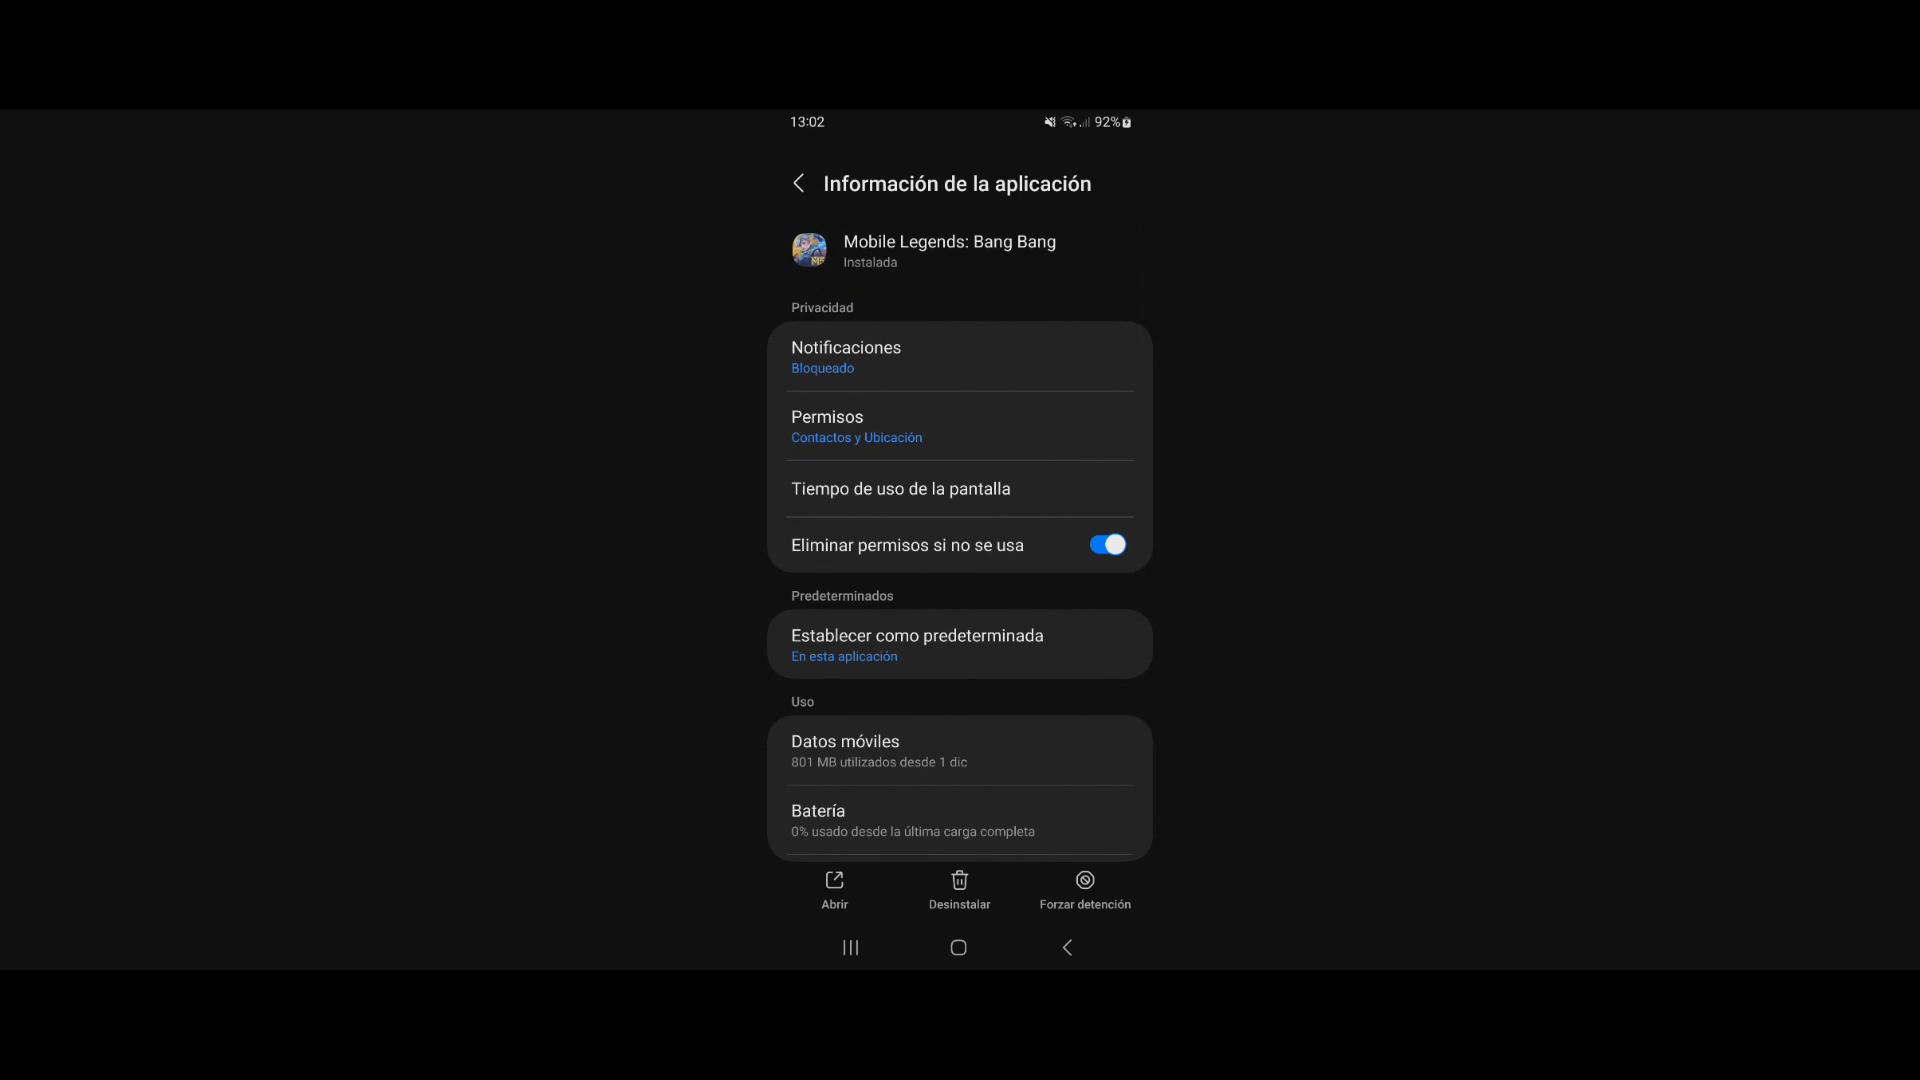 13:02
92%
Información de la aplicación
Mobile Legends: Bang Bang
Instalada
Privacidad
Notificaciones
Bloqueado
Permisos
Contactos y Ubicación
Tiempo de uso de la pantalla
Eliminar permisos si no se usa
Predeterminados
Establecer como predeterminada
En esta aplicación
Uso
Datos móviles
801 MB utilizados desde 1 dic
Batería
0% usado desde la última carga completa
Abrir
Desinstalar
Forzar detención